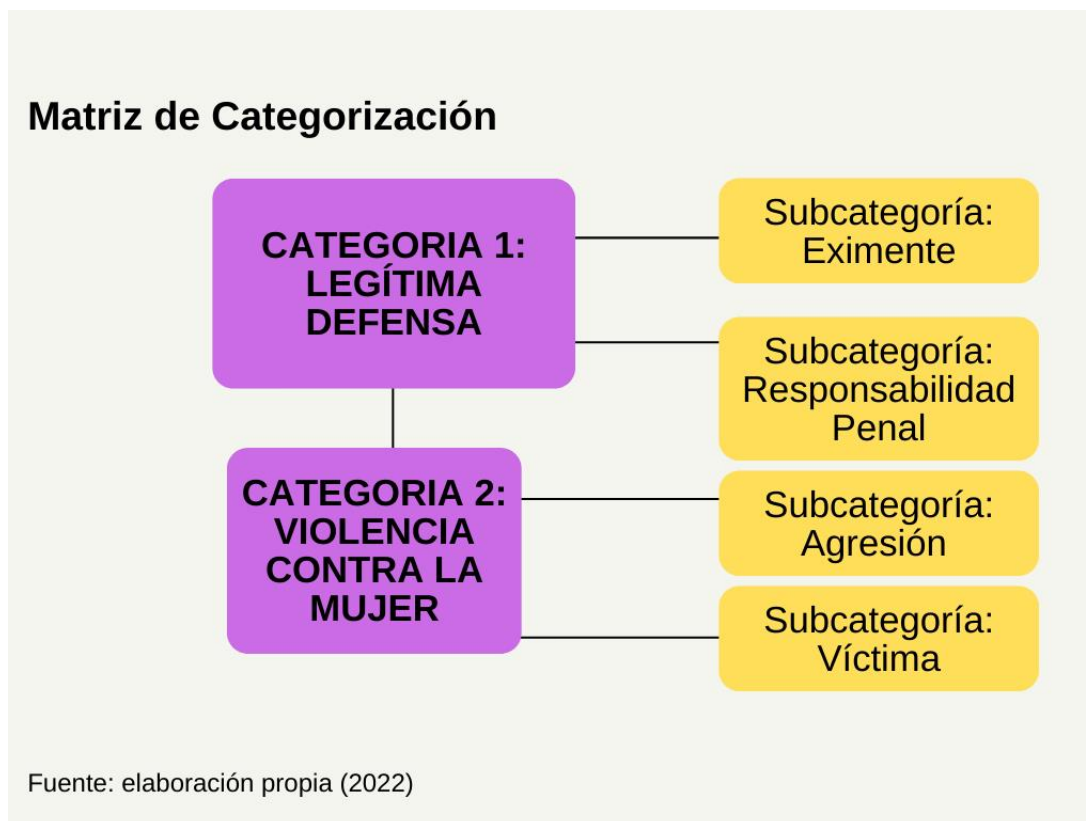 Matriz de Categorización
CATEGORIA 1:
LEGÍTIMA
DEFENSA
Subcategoría:
Eximente
Subcategoría:
Responsabilidad
Penal
CATEGORIA 2:
VIOLENCIA
CONTRA LA
MUJER
Subcategoría:
Agresión
Subcategoría:
Víctima
Fuente: elaboración propia (2022)